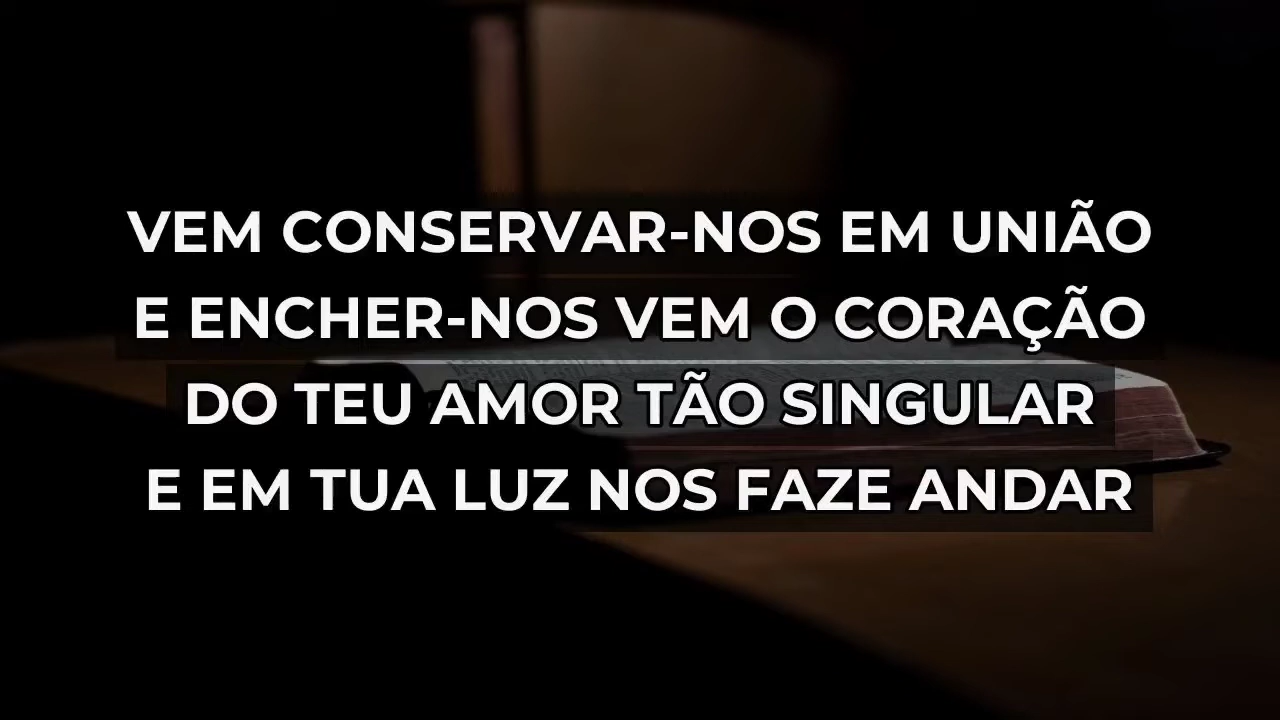 VEM CONSERVAR-NOS EM UNIÃO
E ENCHER-NOS VEM O CORAÇÃO
DO TEU AMOR TÃO SINGULAR
E EM TUA LUZ NOS FAZE ANDAR